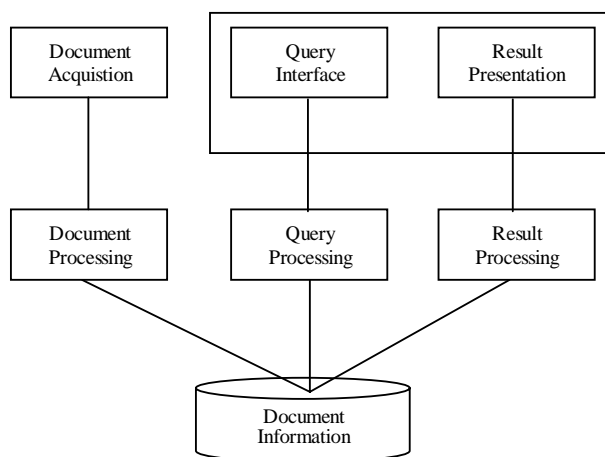 Document
Acquistion
Query
Interface
Result
Presentation
Document
Processing
Query
Processing
Result
Processing
Document
Information